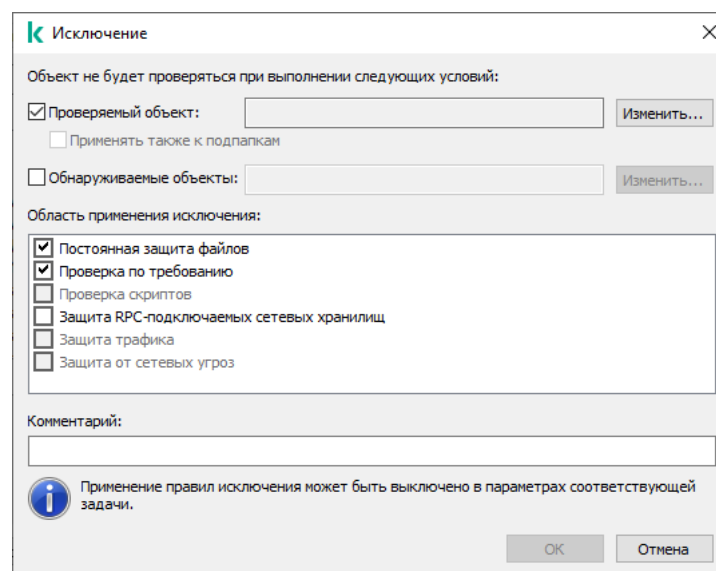 Исключение
Объект не будет проверяться при выполнении следующих условий:
Проверяемый объект:
Изменить...
Применять также к подпапкам
Обнаруживаемые объекты:
Изменить...
Область применения исключения:
Постоянная защита файлов
Проверка по требованию
Проверка скриптов
Защита RPC-подключаемых сетевых хранилищ
Защита трафика
Защита от сетевых угроз
Комментарий:
Применение правил исключения может быть выключено в параметрах соответствующей
задачи.
ОК
Отмена